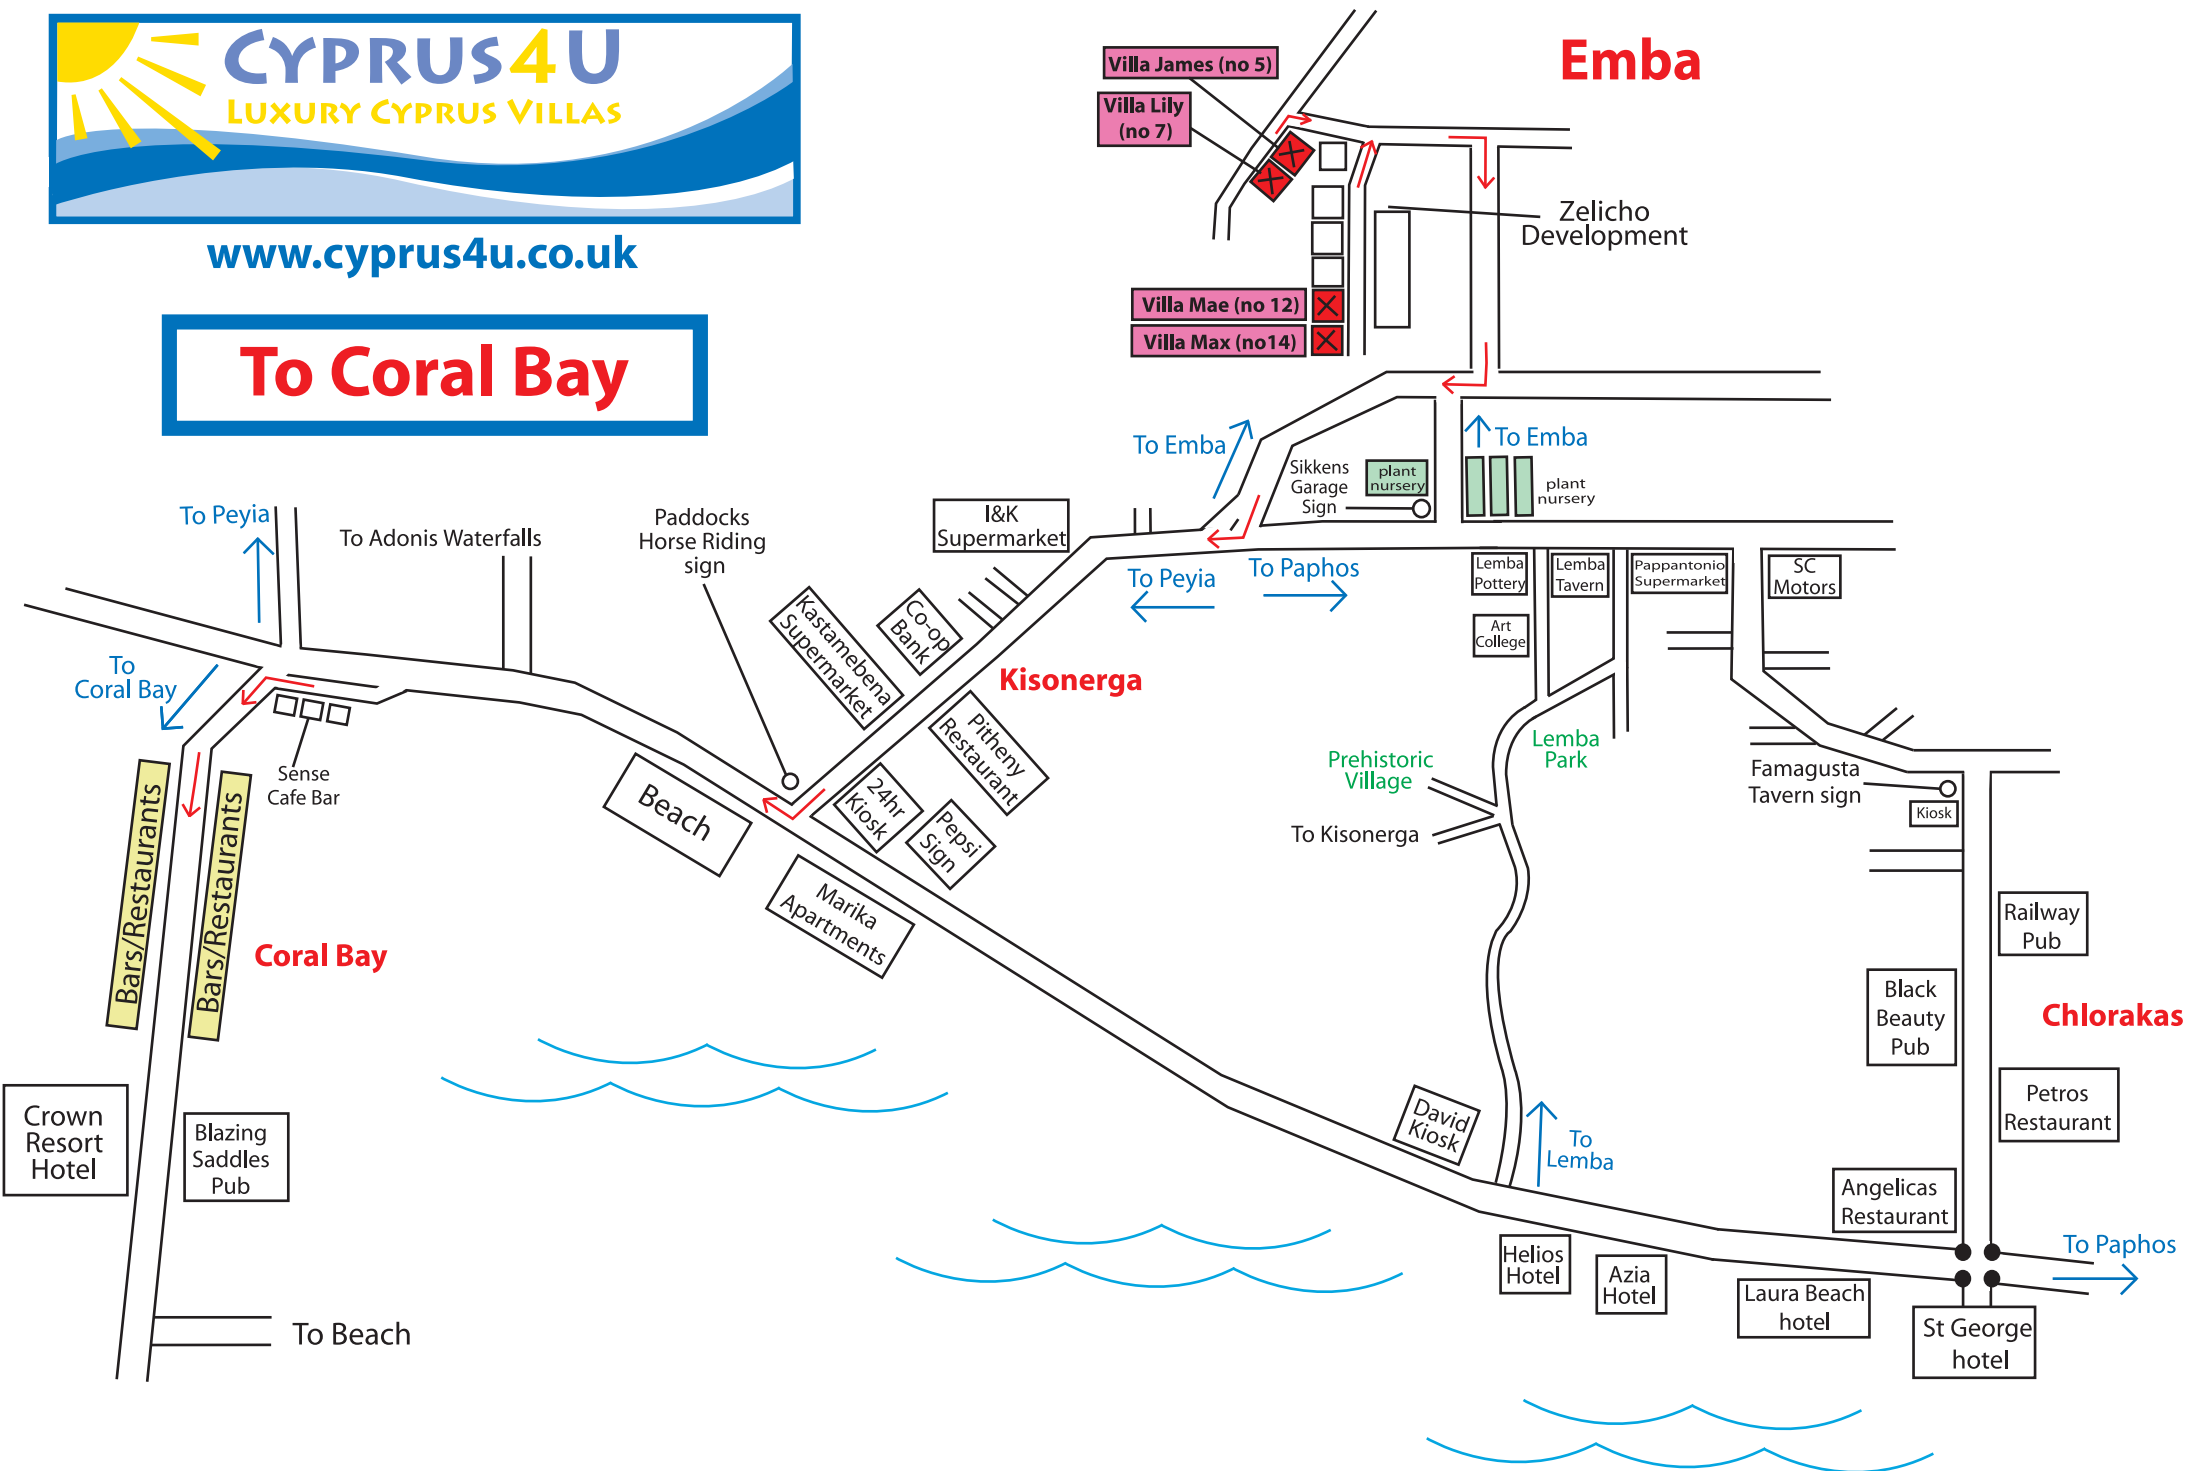 CYPRUS4U
LUXURY CYPRUS VILLAS
www.cyprus4u.co.uk
To Coral Bay
Emba
Villa James (no 5)
Villa Lily
(no 7)
Zelicho
Development
Villa Mae (no 12)
Villa Max (no14)
To Emba
To Emba
Sikkens
Garage
Sign
plant
nursery
plant
nursery
To Peyia
To Adonis Waterfalls
Paddocks
Horse Riding
sign
I&K
Supermarket
To Peyia
To Paphos
Lemba
Pottery
Lemba
Tavern
Pappantonio
Supermarket
SC
Motors
Art
College
Kastamebena
Supermarket
Co-op
Bank
Kisonerga
To
Coral Bay
Sense
Cafe Bar
Pitheny
Restaurant
24hr
Kiosk
Pepsi
Sign
Beach
Marika
Apartments
Prehistoric
Village
Lemba
Park
To Kisonerga
Famagusta
Tavern sign
Kiosk
Bars/Restaurants
Bars/Restaurants
Coral Bay
Railway
Pub
Black
Beauty
Pub
Chlorakas
Petros
Restaurant
Crown
Resort
Hotel
Blazing
Saddles
Pub
David
Kiosk
To
Lemba
Angelicas
Restaurant
To Paphos
Helios
Hotel
Azia
Hotel
Laura Beach
hotel
St George
hotel
To Beach